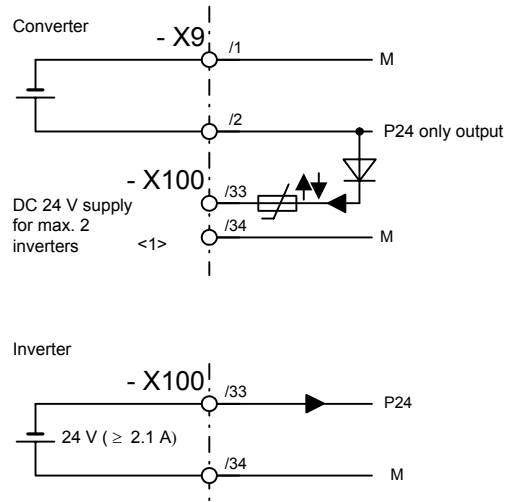 Converter
- X9
/1
M
/2
P24 only output
- X100
/33
DC 24 V supply
for max. 2
inverters
<1>
/34
M
Inverter
- X100
/33
P24
24 V ( ≥ 2.1 A)
/34
M